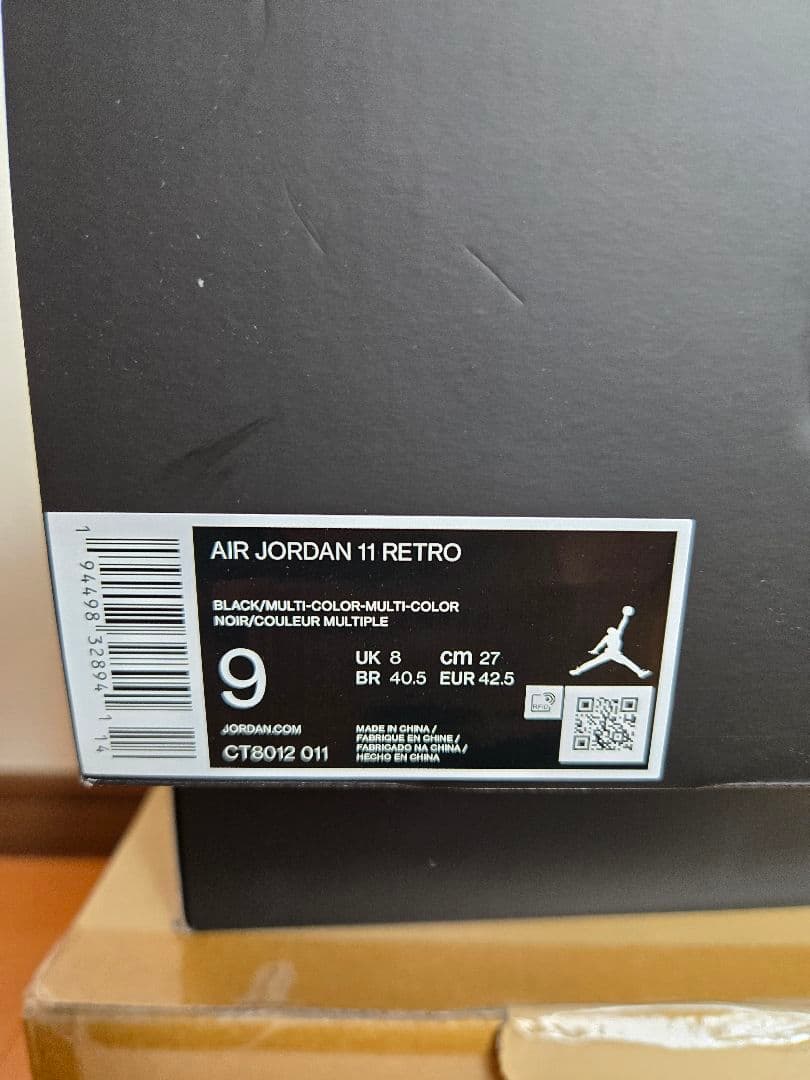 AIR JORDAN 11 RETRO
BLACK/MULTI-COLOR-MULTI-COLOR
NOIR/COULEUR MULTIPLE
9
UK 8 cm 27
BR 40.5 EUR 42.5
RFID
JORDAN.COM
CT8012 011
MADE IN CHINA /
FABRIQUE EN CHINE /
FABRICADO NA CHINA /
HECHO EN CHINA
1 94498 32894 1 14